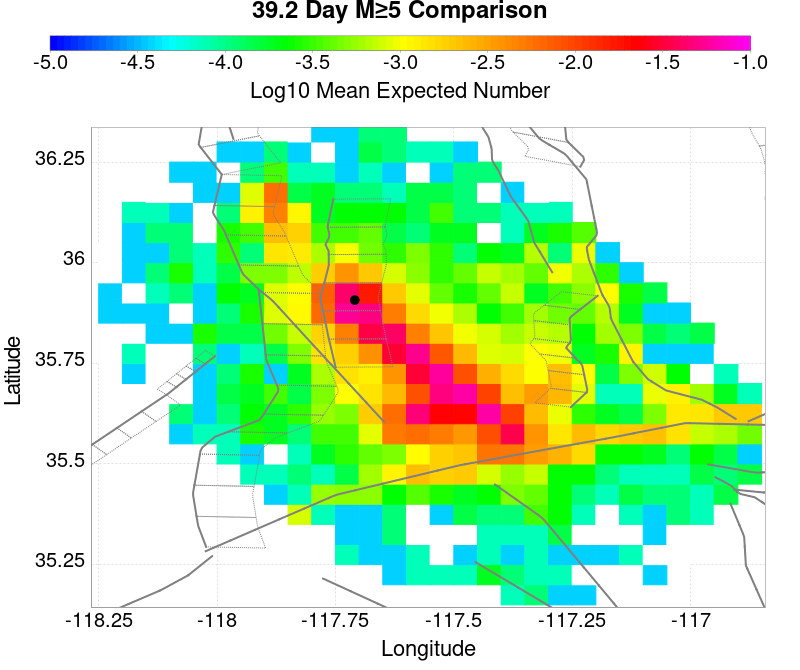 39.2 Day M≥5 Comparison
-5.0 -4.5 -4.0 -3.5 -3.0 -2.5 -2.0 -1.5 -1.0
Log10 Mean Expected Number
36.25
36
35.75
35.5
35.25
Latitude
-118.25 -118 -117.75 -117.5 -117.25 -117
Longitude